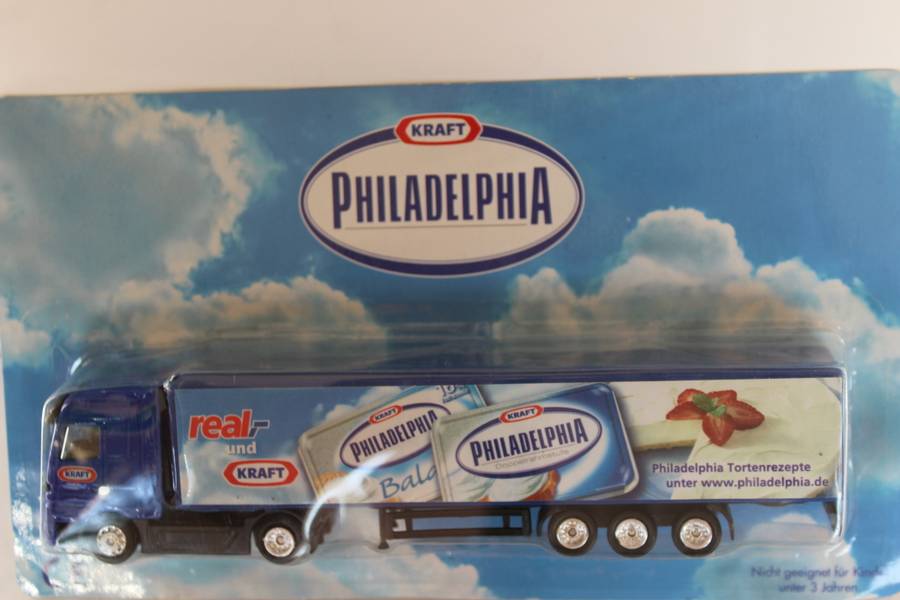 KRAFT
PHILADELPHIA
real,-
und
KRAFT
KRAFT
KRAFT
PHILADELPHIA
KRAFT
PHILADELPHIA
Doppelrahmstufe
Philadelphia Tortenrezepte
unter www.philadelphia.de
Nicht geeignet für
unter 3 Jahren